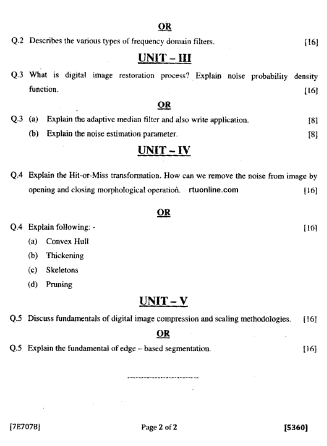 OR
Q.2 Describes the various types of frequency domain filters. [16]
UNIT – III
Q.3 What is digital image restoration process? Explain noise probability density
function. [16]
OR
Q.3 (a) Explain the adaptive median filter and also write application. [8]
(b) Explain the noise estimation parameter. [8]
UNIT – IV
Q.4 Explain the Hit-or-Miss transformation. How can we remove the noise from image by
opening and closing morphological operation. rtuonline.com [16]
OR
Q.4 Explain following: - [16]
(a) Convex Hull
(b) Thickening
(c) Skeletons
(d) Pruning
UNIT – V
Q.5 Discuss fundamentals of digital image compression and scaling methodologies. [16]
OR
Q.5 Explain the fundamental of edge – based segmentation. [16]
[7E7078] Page 2 of 2 [5360]